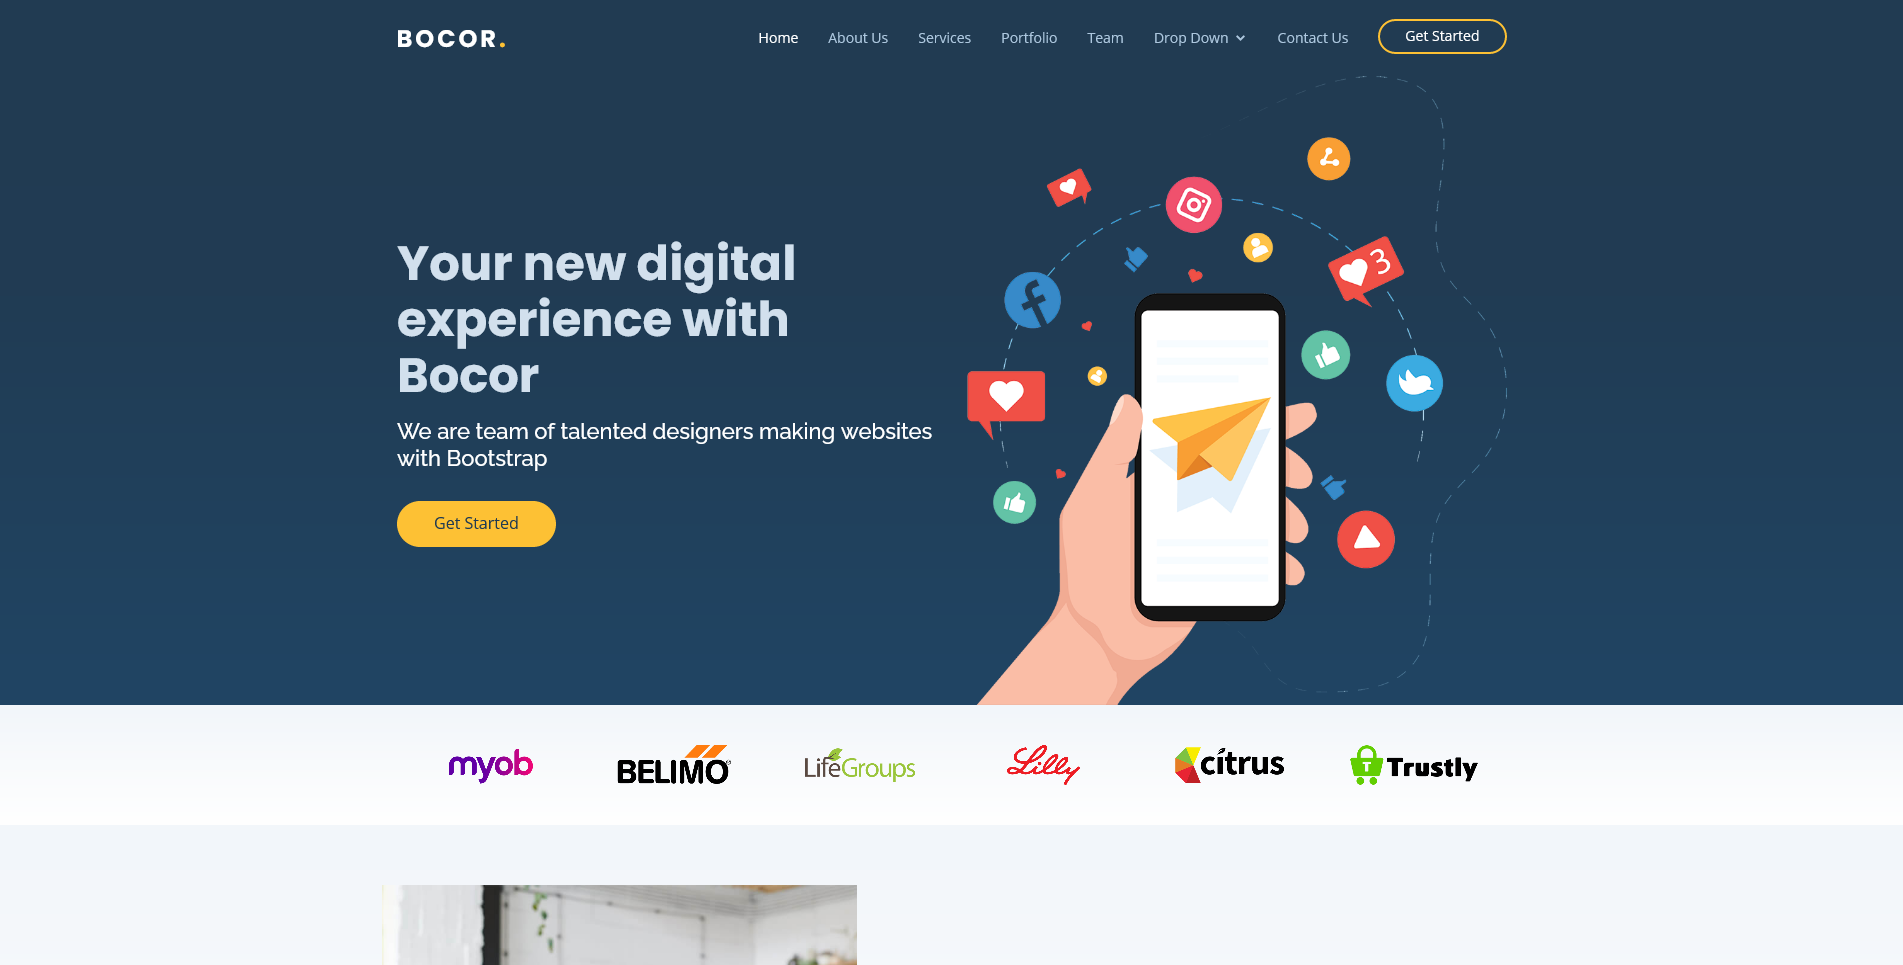 BOCOR.
Home
About Us
Services
Portfolio
Team
Drop Down
Contact Us
Get Started
Your new digital
experience with
Bocor
We are team of talented designers making websites
with Bootstrap
Get Started
3
myob
BELIMO®
LifeGroups
Lilly
citrus
T
Trustly